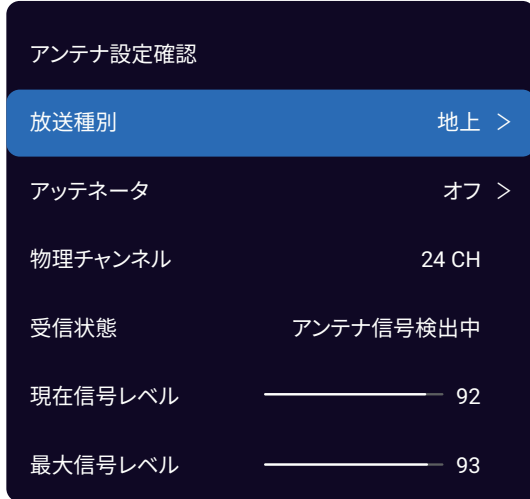 アンテナ設定確認
放送種別 地上 >
アッテネータ オフ >
物理チャンネル 24 CH
受信状態 アンテナ信号検出中
現在信号レベル 92
最大信号レベル 93